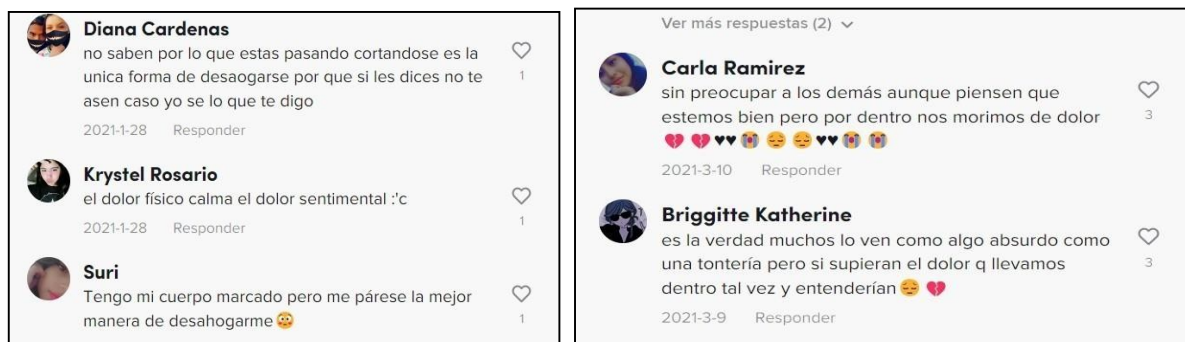 Diana Cardenas
no saben por lo que estas pasando cortandose es la
unica forma de desaogarse por que si les dices no te
asen caso yo se lo que te digo
1
2021-1-28 Responder
Krystel Rosario
el dolor físico calma el dolor sentimental :'c
2021-1-28 Responder
1
Suri
Tengo mi cuerpo marcado pero me párese la mejor
manera de desahogarme 😳
1
Ver más respuestas (2)
Carla Ramirez
sin preocupar a los demás aunque piensen que
estemos bien pero por dentro nos morimos de dolor
💔 💔 ♥♥ 😭 😔 😔 ♥♥ 😭 😭
3
2021-3-10 Responder
Briggitte Katherine
es la verdad muchos lo ven como algo absurdo como
una tontería pero si supieran el dolor q llevamos
dentro tal vez y entenderían 😔 💔
3
2021-3-9 Responder